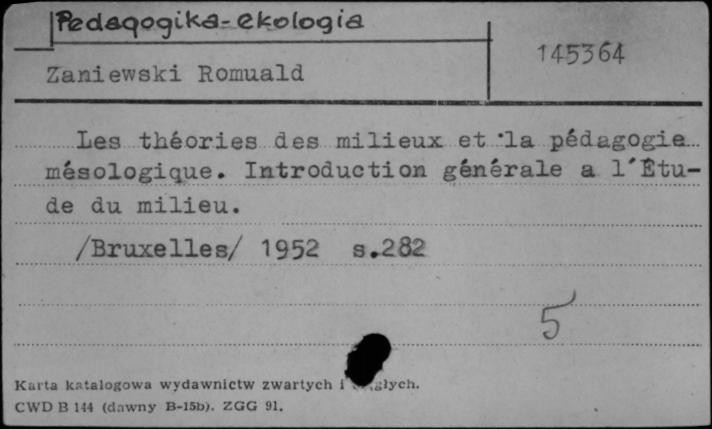 Pedagogika-ekologia
145364
Zaniewski Romuald
Les théories des milieux et la pédagogie
mésologique. Introduction générale a l'Étu-
de du milieu.
/Bruxelles/ 1952 s.282
5
Karta katalogowa wydawnictw zwartych i
CWD B 144 (dawny B-15b). ZGG 91.